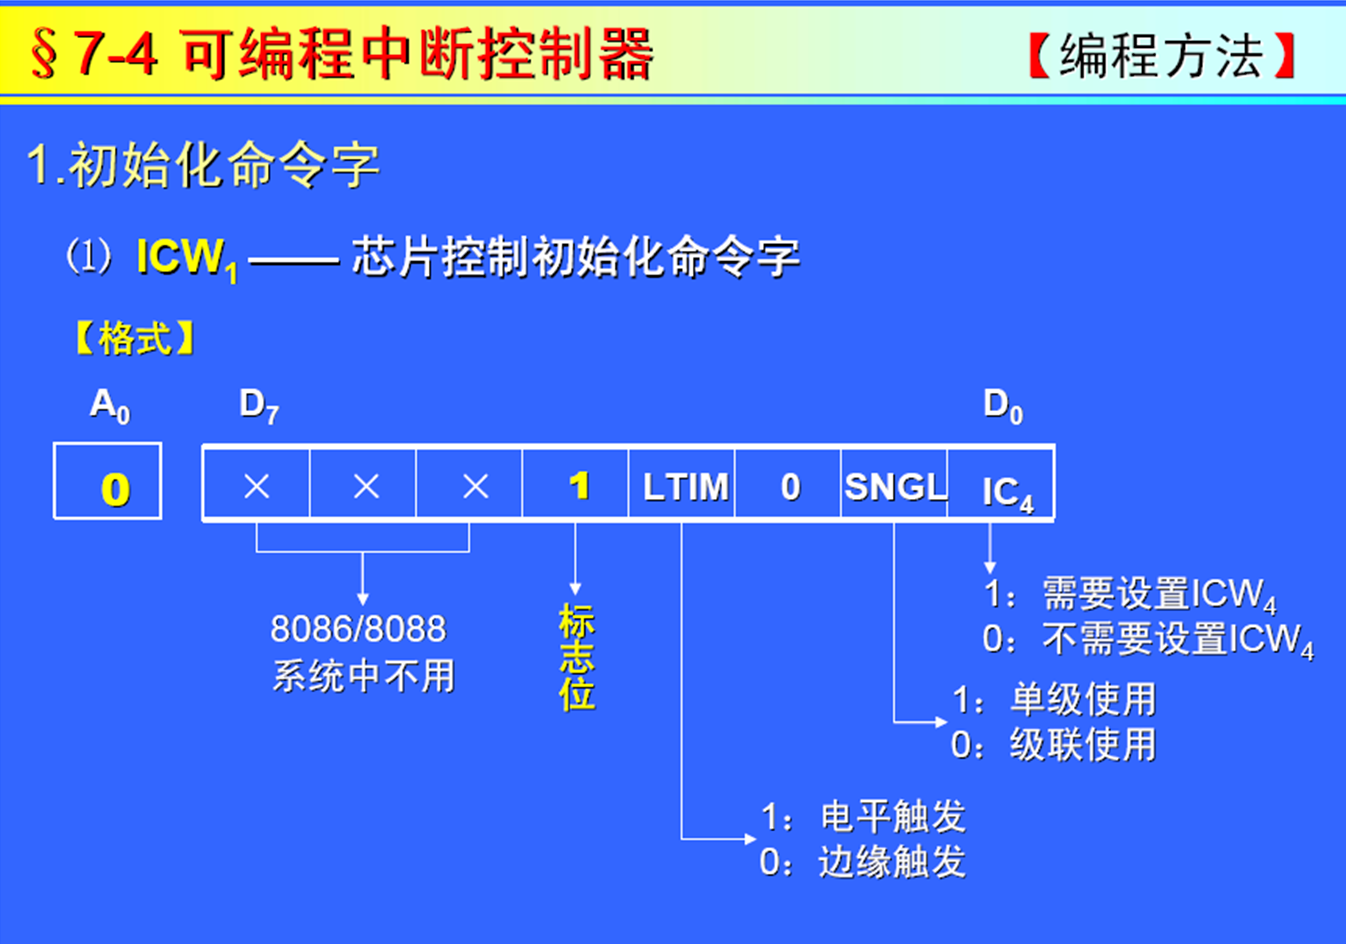 §7-4 可编程中断控制器 【编程方法】
1.初始化命令字
⑴ ICW₁ —— 芯片控制初始化命令字
【格式】
A₀ D₇ D₀
0 × × × 1 LTIM 0 SNGL IC₄
1：需要设置ICW₄
0：不需要设置ICW₄
8086/8088
系统中不用
标志位
1：单级使用
0：级联使用
1：电平触发
0：边缘触发